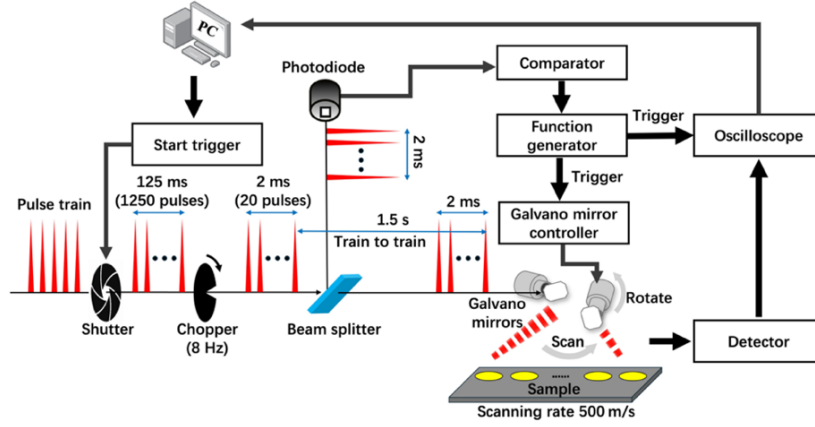 PC
Photodiode
Comparator
Start trigger
Function
generator
Trigger
Oscilloscope
2 ms
Trigger
Pulse train
125 ms
(1250 pulses)
2 ms
(20 pulses)
1.5 s
Train to train
2 ms
Galvano mirror
controller
Shutter
Chopper
(8 Hz)
Beam splitter
Galvano
mirrors
Rotate
Scan
Detector
Sample
Scanning rate 500 m/s